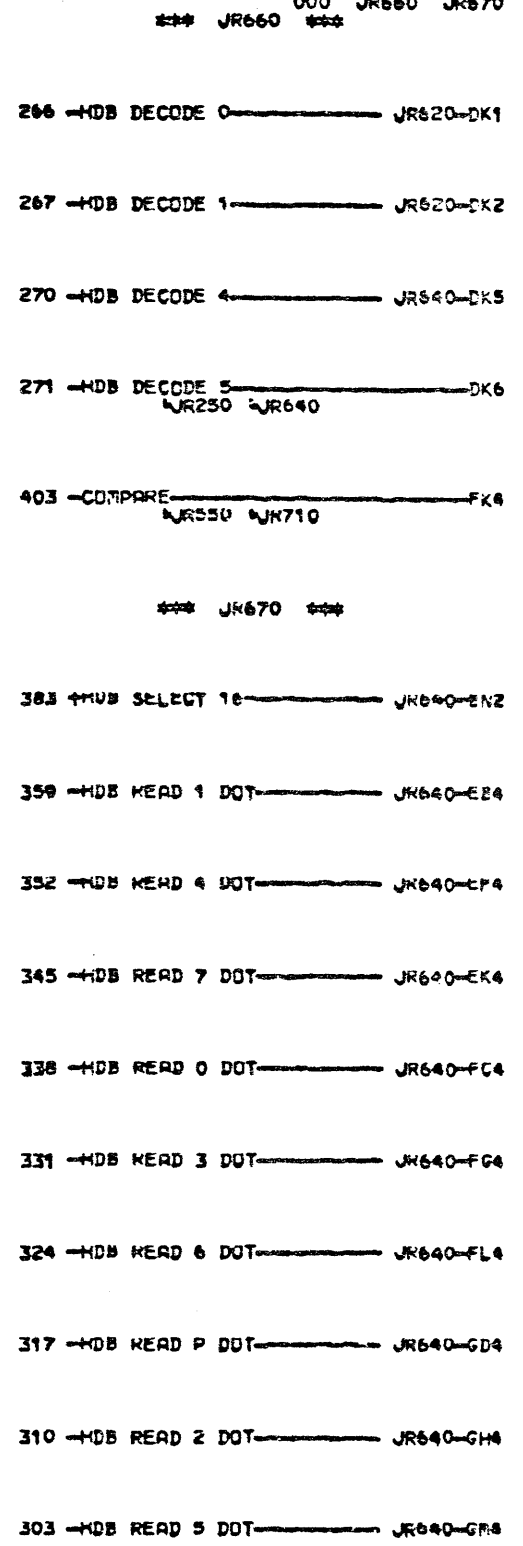 000 JR660 JR670
*** JR660 ***
266 -HDB DECODE 0 JR620-DK1
267 -HDB DECODE 1 JR620-DK2
270 -HDB DECODE 4 JR640-DK5
271 -HDB DECODE 5 DK6
JR250 JR640
403 -COMPARE FK4
JR550 JR710
*** JR670 ***
383 +HDB SELECT 16 JR640-EN2
359 -HDB READ 1 DOT JR640-EB4
352 -HDB READ 4 DOT JR640-EF4
345 -HDB READ 7 DOT JR640-EK4
338 -HDB READ 0 DOT JR640-FC4
331 -HDB READ 3 DOT JR640-FG4
324 -HDB READ 6 DOT JR640-FL4
317 -HDB READ P DOT JR640-GD4
310 -HDB READ 2 DOT JR640-GH4
303 -HDB READ 5 DOT JR640-GM4